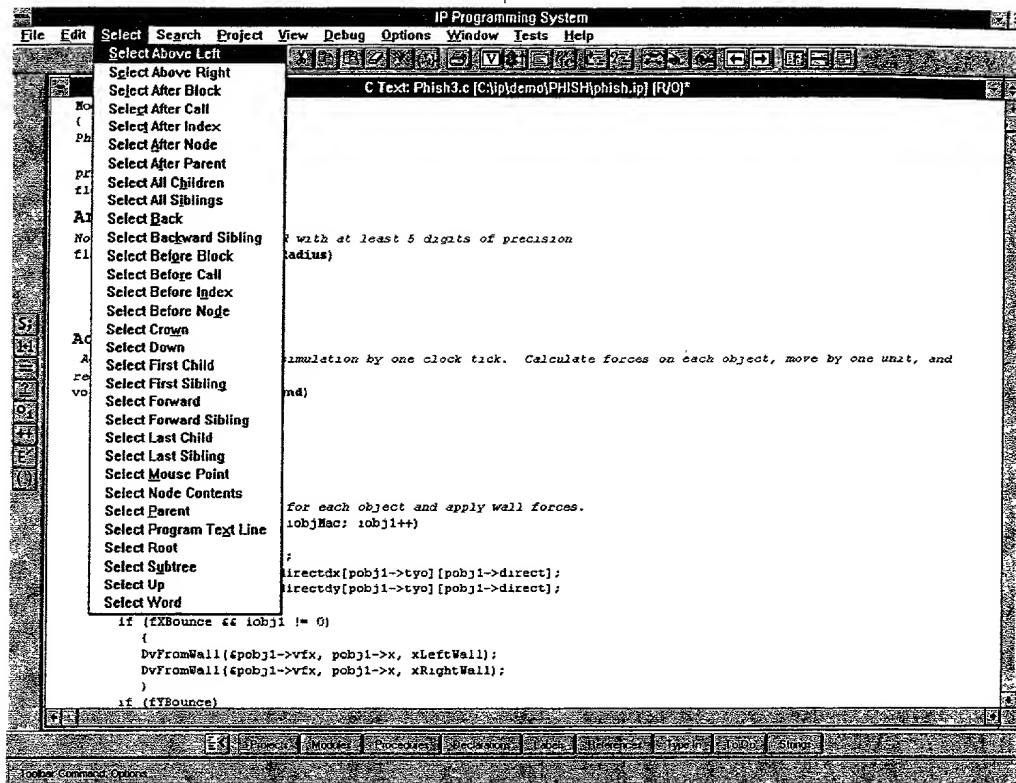 IP Programming System
File Edit Select Search Project View Debug Options Window Tests Help
C Text: Phish3.c [C:\ip\demo\PHISH\phish.ip] [R/O]*
Select Above Left
Select Above Right
Select After Block
Select After Call
Select After Index
Select After Node
Select After Parent
Select All Children
Select All Siblings
Select Back
Select Backward Sibling
Select Before Block
Select Before Call
Select Before Index
Select Before Node
Select Crown
Select Down
Select First Child
Select First Sibling
Select Forward
Select Forward Sibling
Select Last Child
Select Last Sibling
Select Mouse Point
Select Node Contents
Select Parent
Select Program Text Line
Select Root
Select Subtree
Select Up
Select Word
{
with at least 5 digits of precision
adius)
imulation by one clock tick. Calculate forces on each object, move by one unit, and
nd)
for each object and apply wall forces.
iobjMac; iobj1++)
;
irectdx[pobj1->tyo][pobj1->direct];
irectdy[pobj1->tyo][pobj1->direct];
if (fXBounce && iobj1 != 0)
{
DvFromWall(&pobj1->vfx, pobj1->x, xLeftWall);
DvFromWall(&pobj1->vfx, pobj1->x, xRightWall);
}
if (fYBounce)
Projects Modules Procedures Declarations Labels References Type In To Do Strings
Toolbar Command Options